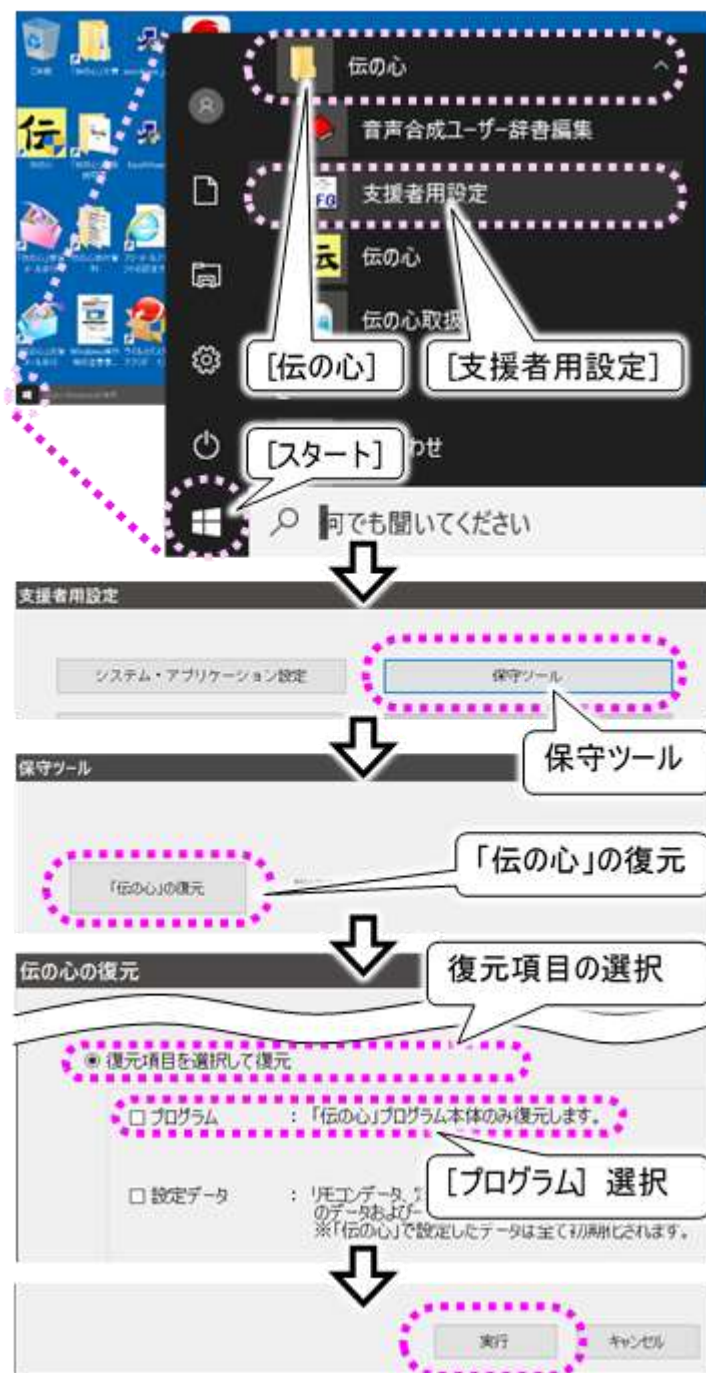 伝の心
音声合成ユーザー辞書編集
支援者用設定
伝の心
伝の心取扱
[伝の心]
[支援者用設定]
[スタート]
わせ
何でも聞いてください
支援者用設定
システム・アプリケーション設定
保守ツール
保守ツール
保守ツール
「伝の心」の復元
「伝の心」の復元
伝の心の復元
復元項目の選択
復元項目を選択して復元
プログラム : 「伝の心」プログラム本体のみ復元します。
[プログラム] 選択
設定データ : リモコンデータ、
のデータおよび
※「伝の心」で設定したデータは全て初期化されます。
実行 キャンセル